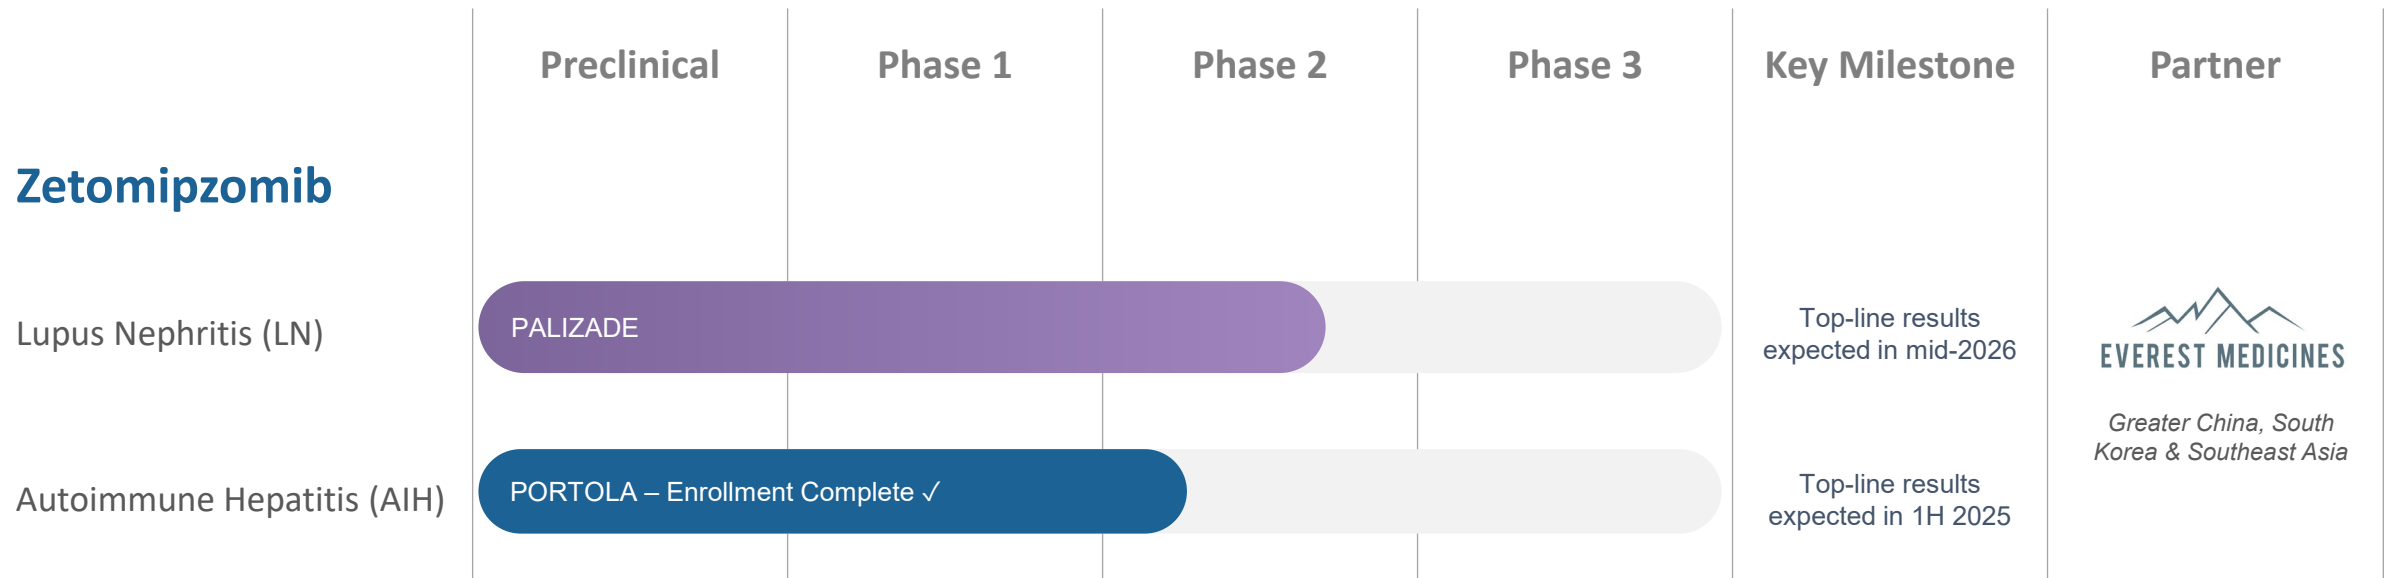 Preclinical
Phase 1
Phase 2
Phase 3
Key Milestone
Partner
Zetomipzomib
Lupus Nephritis (LN)
PALIZADE
Top-line results
expected in mid-2026
EVEREST MEDICINES
Greater China, South
Korea & Southeast Asia
Autoimmune Hepatitis (AIH)
PORTOLA – Enrollment Complete ✓
Top-line results
expected in 1H 2025